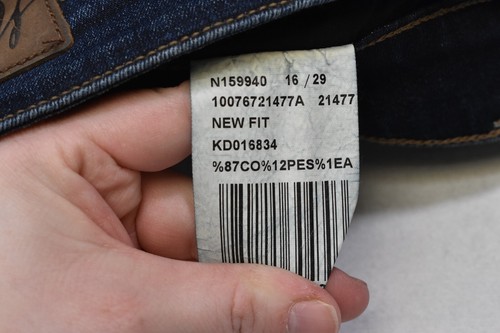 N159940 16 / 29
10076721477A 21477
NEW FIT
KD016834
%87CO%12PES%1EA